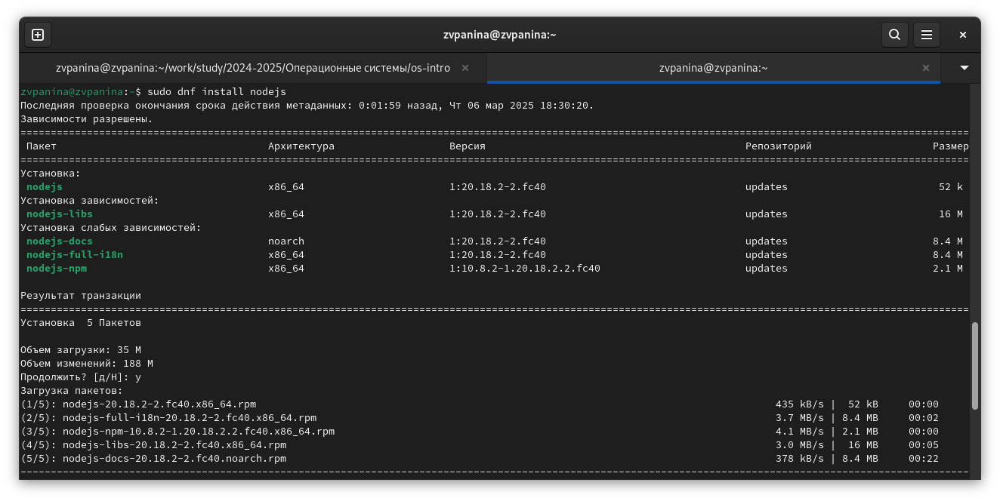 zvpanina@zvpanina:~
zvpanina@zvpanina:~/work/study/2024-2025/Операционные системы/os-intro
zvpanina@zvpanina:~
zvpanina@zvpanina:~$ sudo dnf install nodejs
Последняя проверка окончания срока действия метаданных: 0:01:59 назад, Чт 06 мар 2025 18:30:20.
Зависимости разрешены.
Пакет Архитектура Версия Репозиторий Размер
Установка:
nodejs x86_64 1:20.18.2-2.fc40 updates 52 k
Установка зависимостей:
nodejs-libs x86_64 1:20.18.2-2.fc40 updates 16 M
Установка слабых зависимостей:
nodejs-docs noarch 1:20.18.2-2.fc40 updates 8.4 M
nodejs-full-i18n x86_64 1:20.18.2-2.fc40 updates 8.4 M
nodejs-npm x86_64 1:10.8.2-1.20.18.2.2.fc40 updates 2.1 M
Результат транзакции
Установка  5 Пакетов
Объем загрузки: 35 M
Объем изменений: 188 M
Продолжить? [д/Н]: y
Загрузка пакетов:
(1/5): nodejs-20.18.2-2.fc40.x86_64.rpm 435 kB/s |  52 kB 00:00
(2/5): nodejs-full-i18n-20.18.2-2.fc40.x86_64.rpm 3.7 MB/s | 8.4 MB 00:02
(3/5): nodejs-npm-10.8.2-1.20.18.2.2.fc40.x86_64.rpm 4.1 MB/s | 2.1 MB 00:00
(4/5): nodejs-libs-20.18.2-2.fc40.x86_64.rpm 3.0 MB/s |  16 MB 00:05
(5/5): nodejs-docs-20.18.2-2.fc40.noarch.rpm 378 kB/s | 8.4 MB 00:22